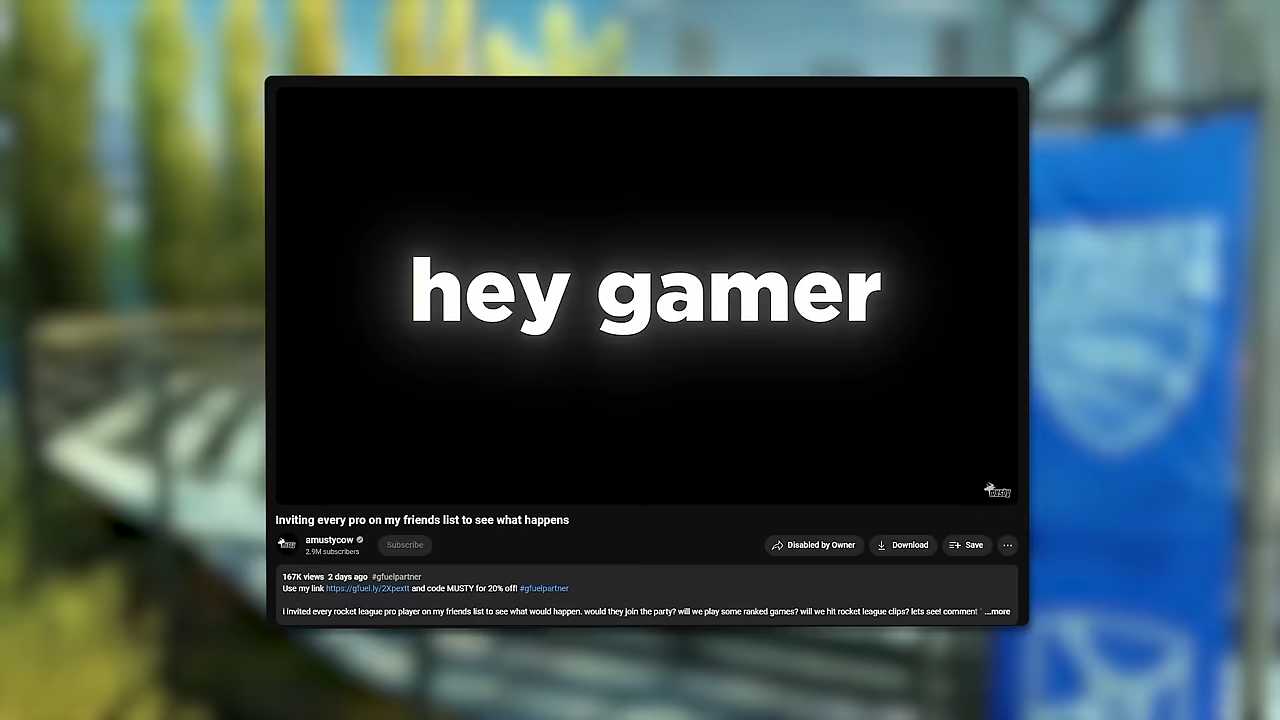 hey gamer
musty
Inviting every pro on my friends list to see what happens
amustycow
2.9M subscribers
Subscribe
Disabled by Owner
Download
Save
167K views 2 days ago #gfuelpartner
Use my link https://gfuel.ly/2Xpextt and code MUSTY for 20% off! #gfuelpartner
i invited every rocket league pro player on my friends list to see what would happen. would they join the party? will we play some ranked games? will we hit rocket league clips? lets see! comment ...more